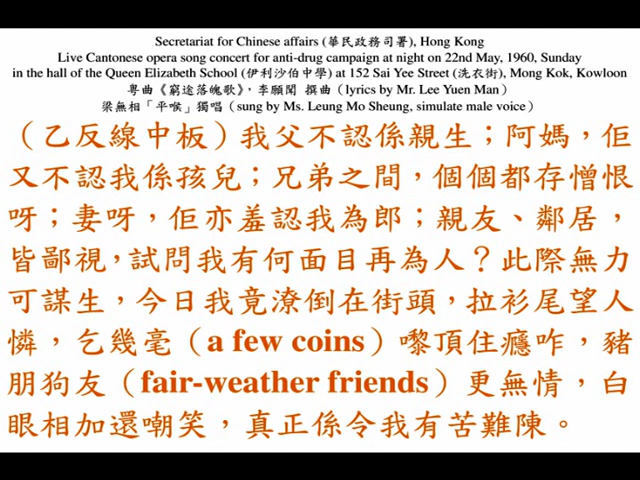 Secretariat for Chinese affairs (華民政務司署), Hong Kong
Live Cantonese opera song concert for anti-drug campaign at night on 22nd May, 1960, Sunday
in the hall of the Queen Elizabeth School (伊利沙伯中學) at 152 Sai Yee Street (洗衣街), Mong Kok, Kowloon
粵曲《窮途落魄歌》，李願聞 撰曲（lyrics by Mr. Lee Yuen Man）
梁無相「平喉」獨唱（sung by Ms. Leung Mo Sheung, simulate male voice）
（乙反線中板）我父不認係親生；阿媽，佢
又不認我係孩兒；兄弟之間，個個都存憎恨
呀；妻呀，佢亦羞認我為郎；親友、鄰居，
皆鄙視，試問我有何面目再為人？此際無力
可謀生，今日我竟潦倒在街頭，拉衫尾望人
憐，乞幾毫（a few coins）嚟頂住癮咋，豬
朋狗友（fair-weather friends）更無情，白
眼相加還嘲笑，真正係令我有苦難陳。